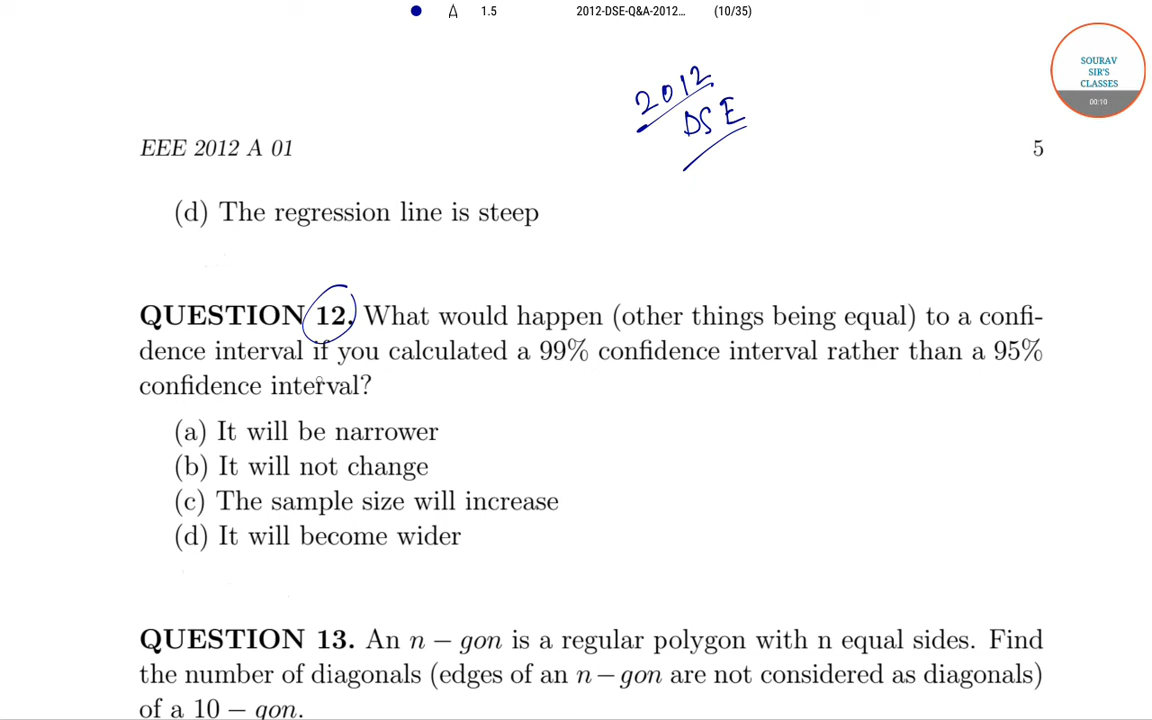 1.5 2012-DSE-Q&A-2012... (10/35)
SOURAV
SIR'S
CLASSES
00:10
2012
DSE
EEE 2012 A 01 5
(d) The regression line is steep
QUESTION 12. What would happen (other things being equal) to a confi-
dence interval if you calculated a 99% confidence interval rather than a 95%
confidence interval?
(a) It will be narrower
(b) It will not change
(c) The sample size will increase
(d) It will become wider
QUESTION 13. An n − gon is a regular polygon with n equal sides. Find
the number of diagonals (edges of an n − gon are not considered as diagonals)
of a 10 − gon.